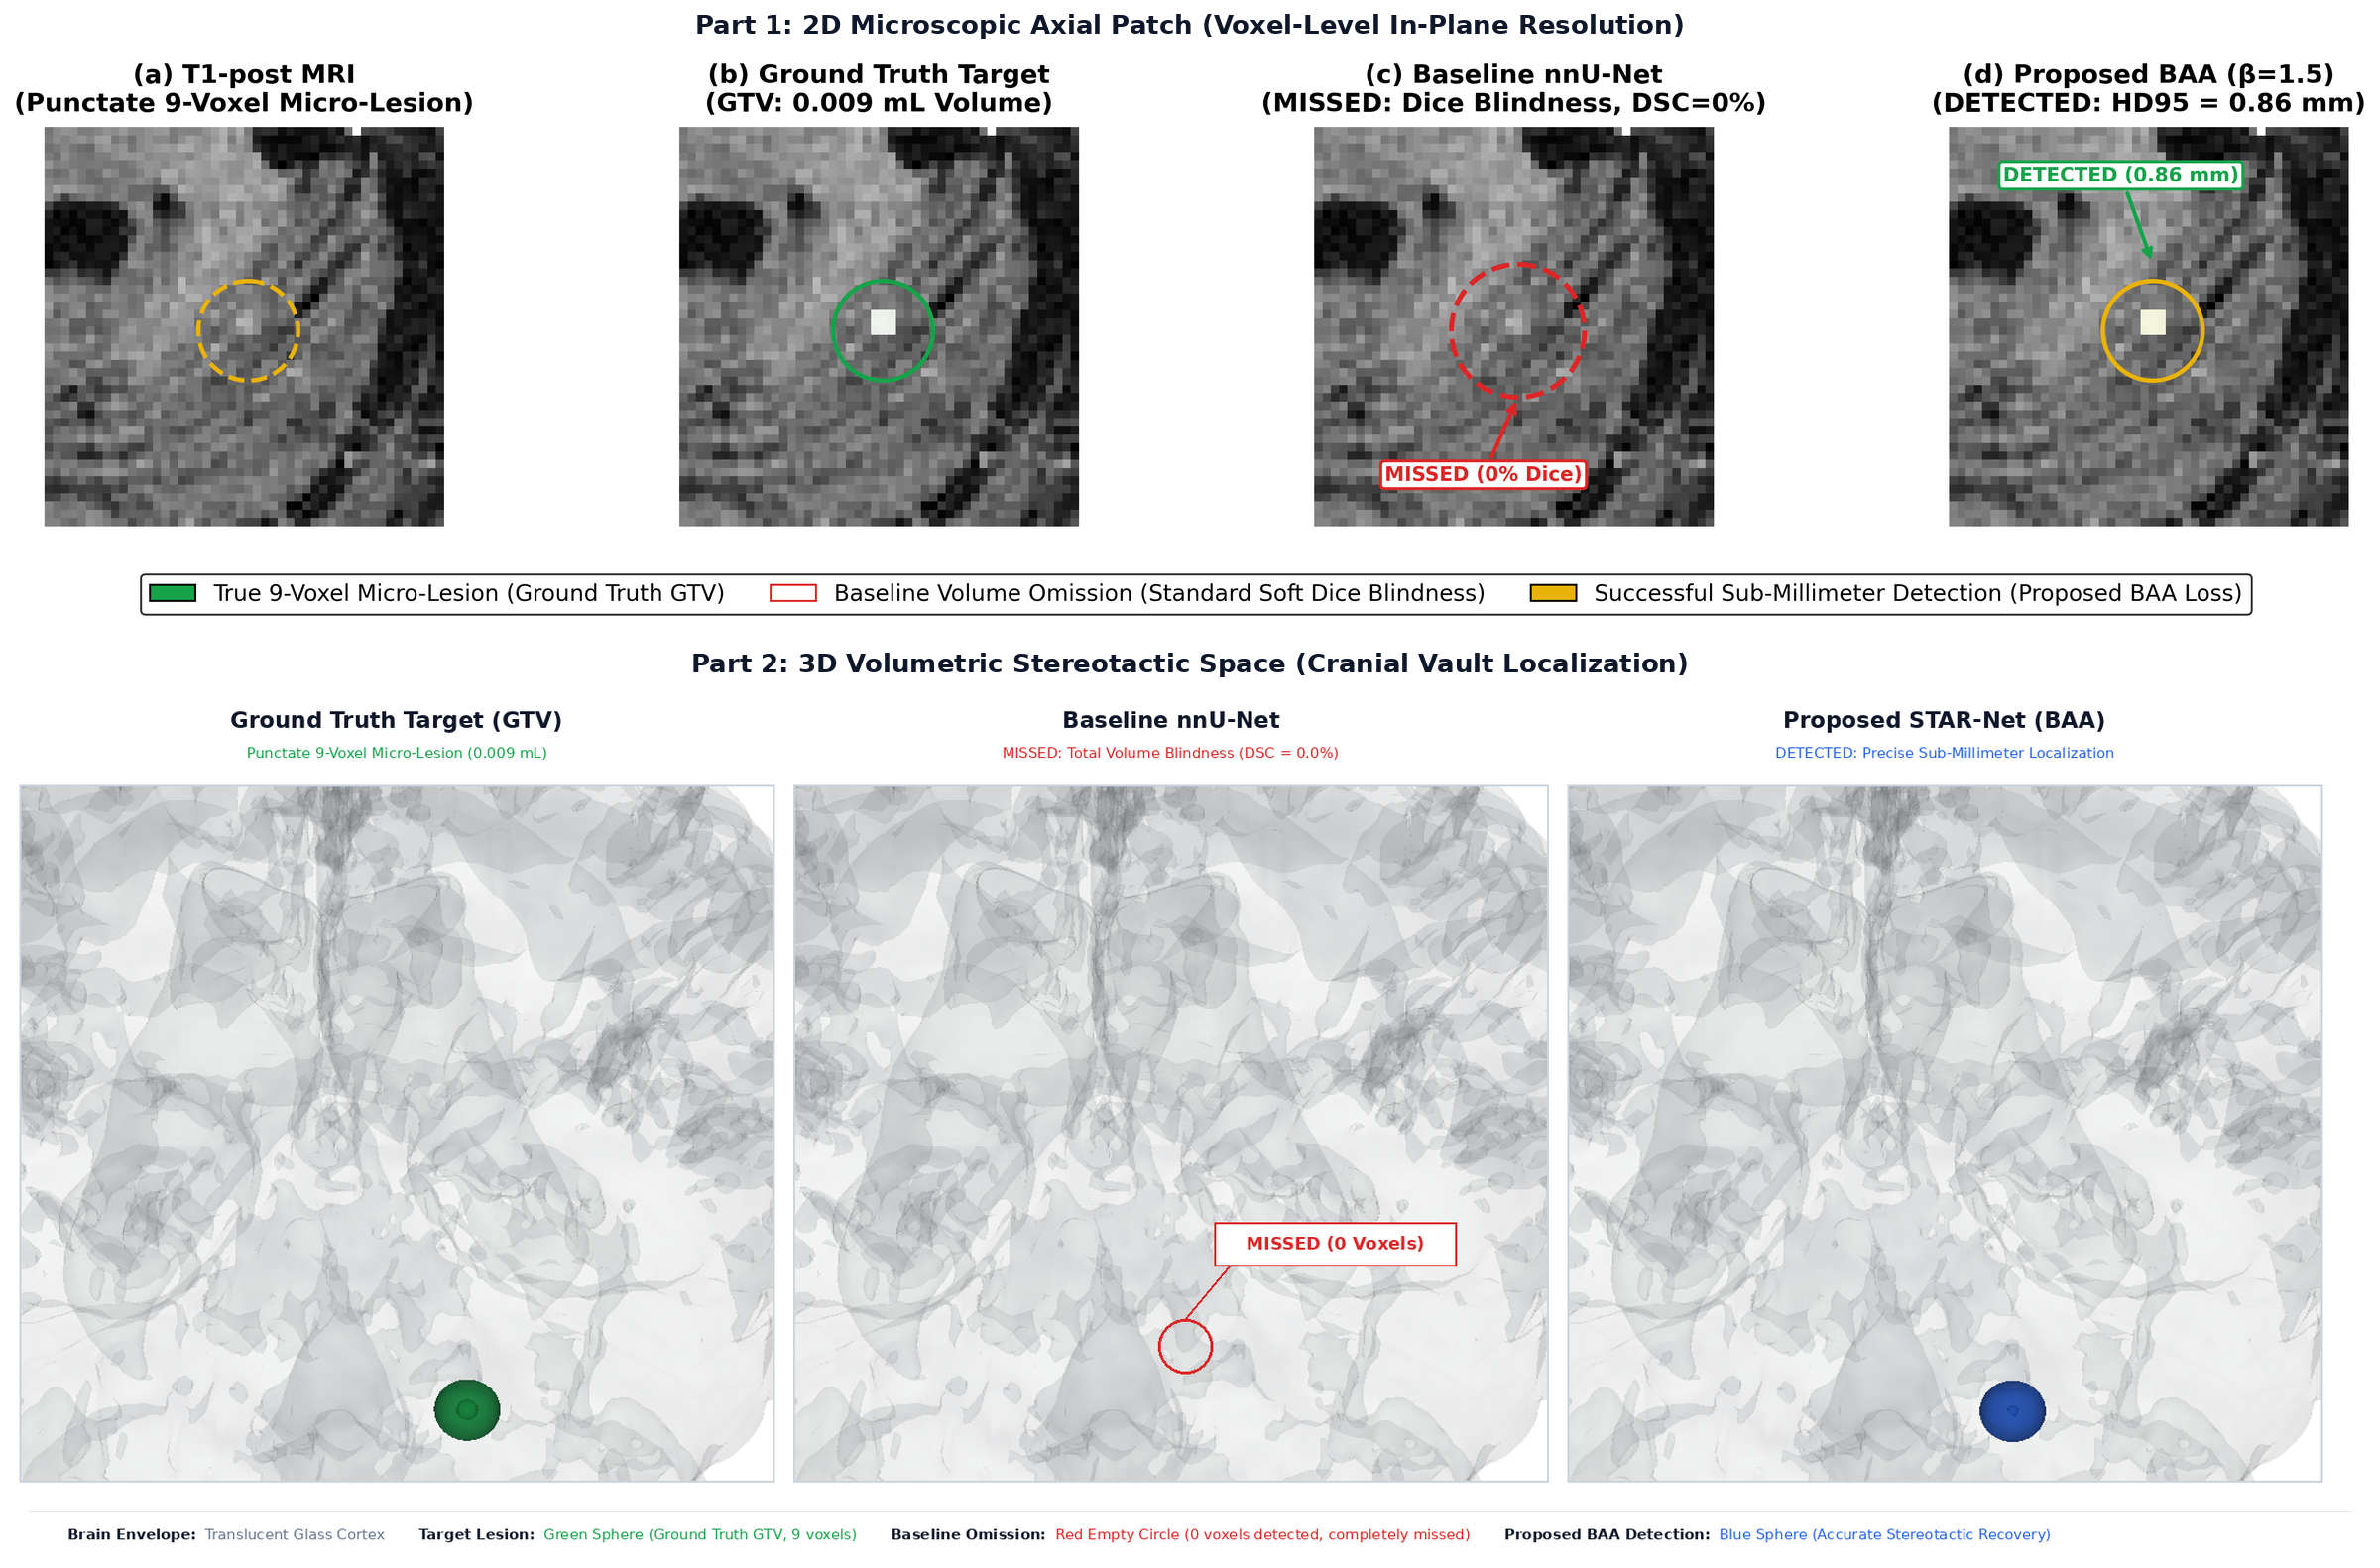 Part 1: 2D Microscopic Axial Patch (Voxel-Level In-Plane Resolution)
(a) T1-post MRI
(Punctate 9-Voxel Micro-Lesion)
(b) Ground Truth Target
(GTV: 0.009 mL Volume)
(c) Baseline nnU-Net
(MISSED: Dice Blindness, DSC=0%)
(d) Proposed BAA (β=1.5)
(DETECTED: HD95 = 0.86 mm)
MISSED (0% Dice)
DETECTED (0.86 mm)
True 9-Voxel Micro-Lesion (Ground Truth GTV)
Baseline Volume Omission (Standard Soft Dice Blindness)
Successful Sub-Millimeter Detection (Proposed BAA Loss)
Part 2: 3D Volumetric Stereotactic Space (Cranial Vault Localization)
Ground Truth Target (GTV)
Punctate 9-Voxel Micro-Lesion (0.009 mL)
Baseline nnU-Net
MISSED: Total Volume Blindness (DSC = 0.0%)
Proposed STAR-Net (BAA)
DETECTED: Precise Sub-Millimeter Localization
MISSED (0 Voxels)
Brain Envelope: Translucent Glass Cortex
Target Lesion: Green Sphere (Ground Truth GTV, 9 voxels)
Baseline Omission: Red Empty Circle (0 voxels detected, completely missed)
Proposed BAA Detection: Blue Sphere (Accurate Stereotactic Recovery)